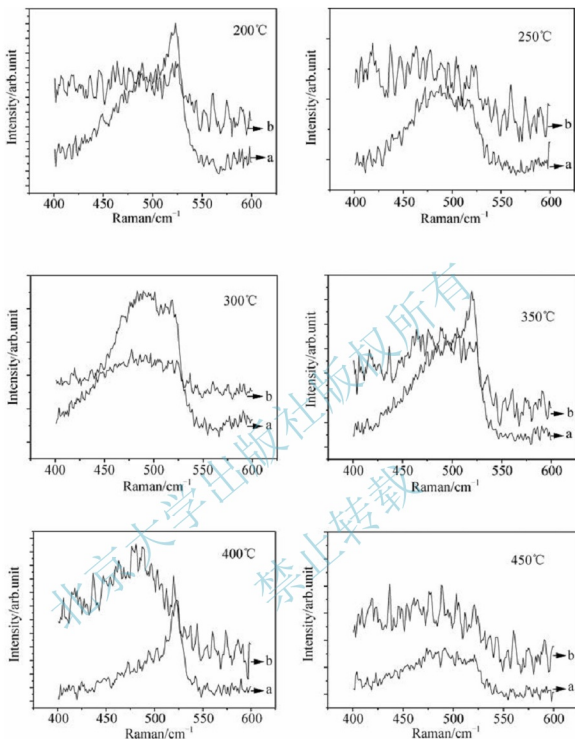 200℃
Intensity/arb.unit
b
a
400 450 500 550 600
Raman/cm⁻¹
250℃
Intensity/arb.unit
b
a
400 450 500 550 600
Raman/cm⁻¹
300℃
Intensity/arb.unit
b
a
400 450 500 550 600
Raman/cm⁻¹
350℃
Intensity/arb.unit
b
a
400 450 500 550 600
Raman/cm⁻¹
400℃
Intensity/arb.unit
b
a
400 450 500 550 600
Raman/cm⁻¹
450℃
Intensity/arb.unit
b
a
400 450 500 550 600
Raman/cm⁻¹
北京大学出版社版权所有
禁止转载